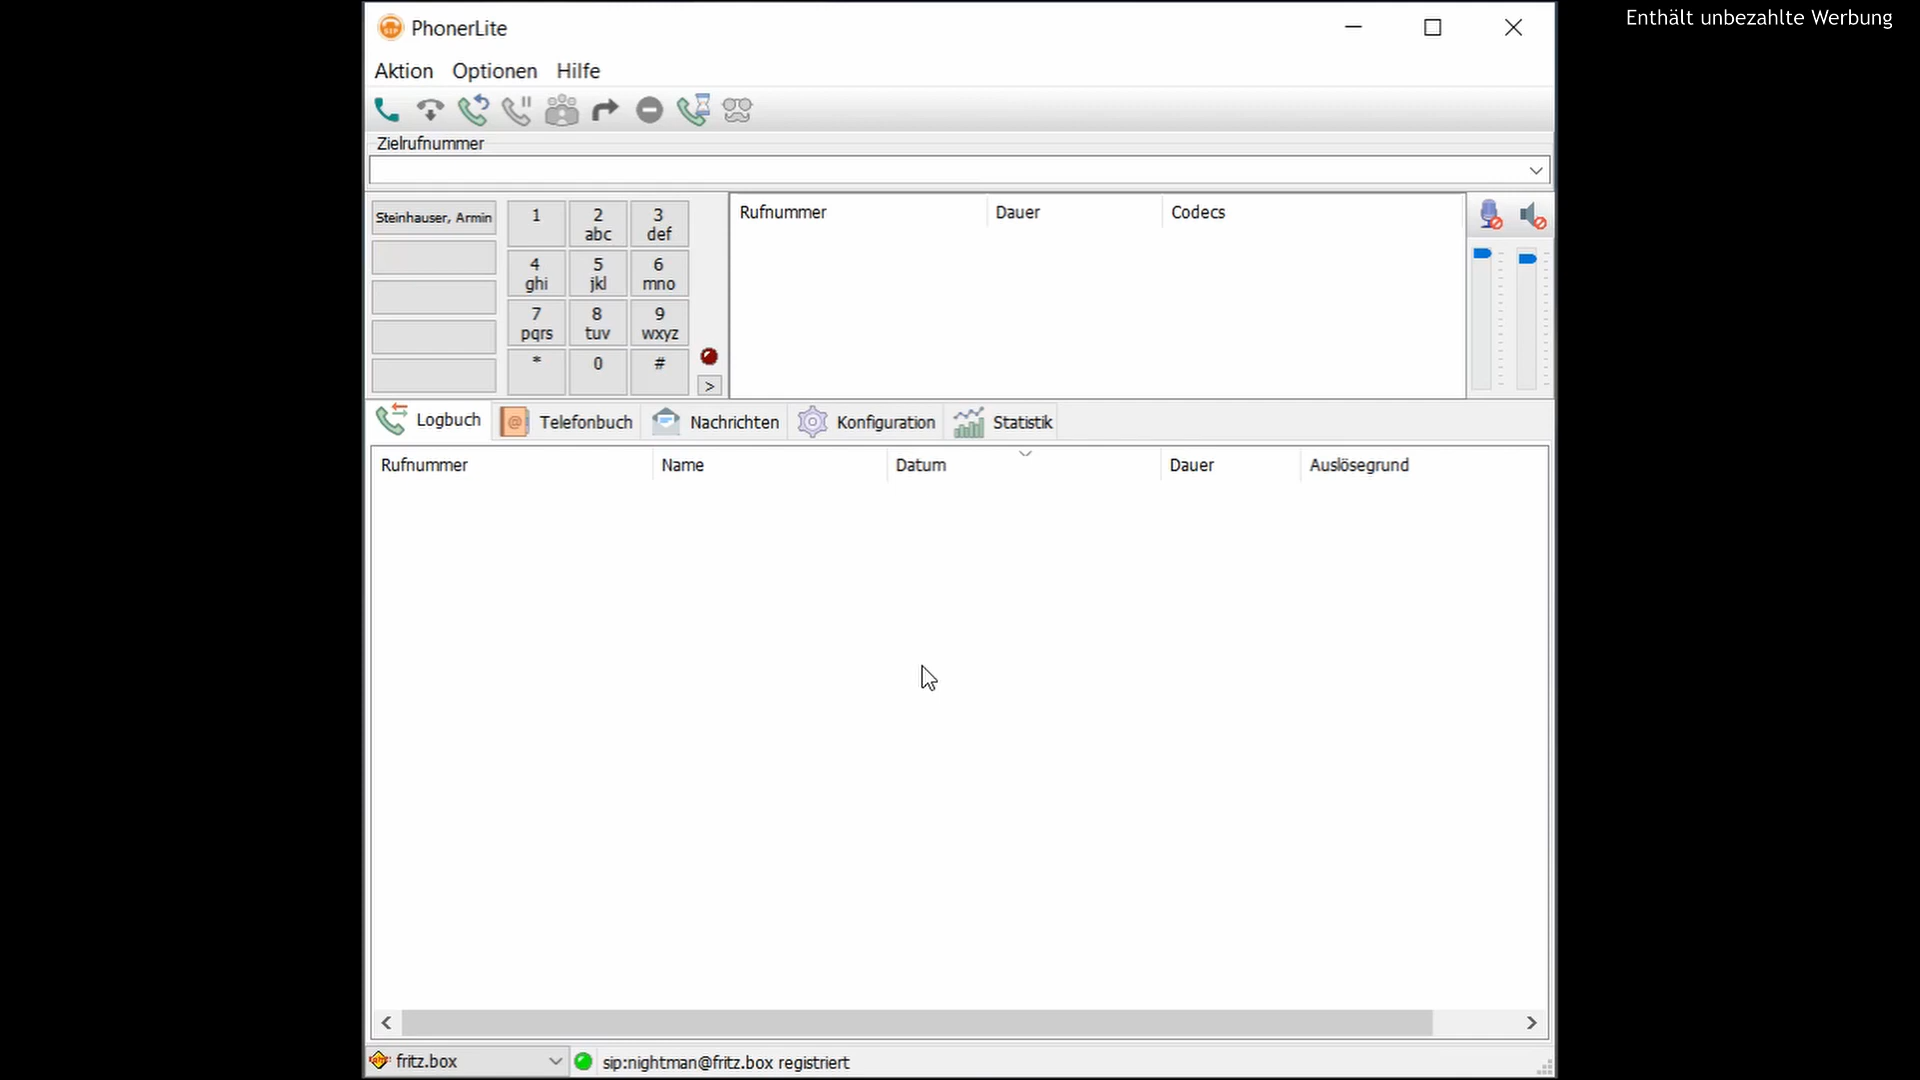 Enthält unbezahlte Werbung
PhonerLite
Aktion Optionen Hilfe
Zielrufnummer
Steinhauser, Armin
1 2 abc 3 def
4 ghi 5 jkl 6 mno
7 pqrs 8 tuv 9 wxyz
* 0 #
>
Rufnummer Dauer Codecs
Logbuch Telefonbuch Nachrichten Konfiguration Statistik
Rufnummer Name Datum Dauer Auslösegrund
fritz.box sip:nightman@fritz.box registriert